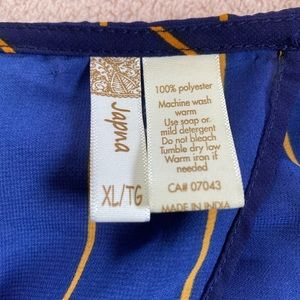 Japna
XL/TG
100% polyester
Machine wash
warm
Use soap or
mild detergent
Do not bleach
Tumble dry low
Warm iron if
needed
CA# 07043
MADE IN INDIA